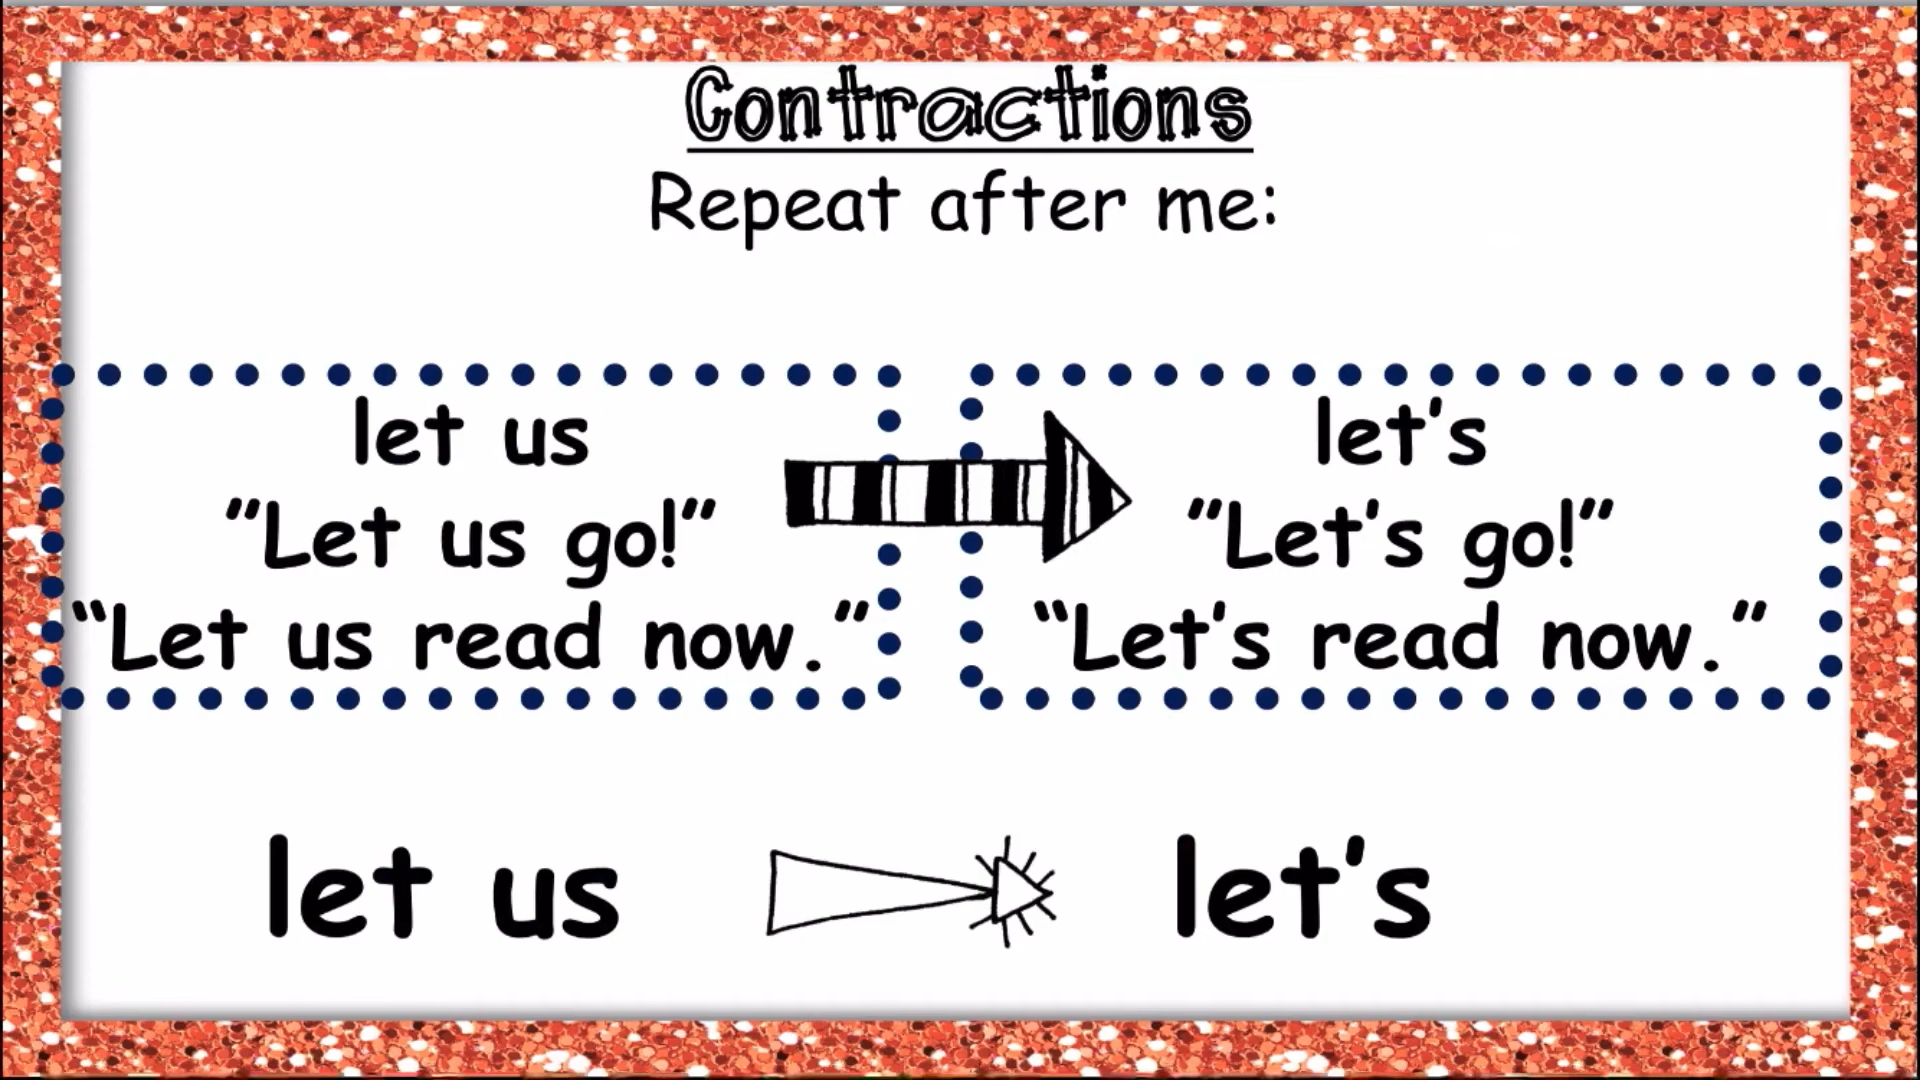 Contractions
Repeat after me:
let us
”Let us go!”
“Let us read now.”
let’s
”Let’s go!”
“Let’s read now.”
let us
let’s